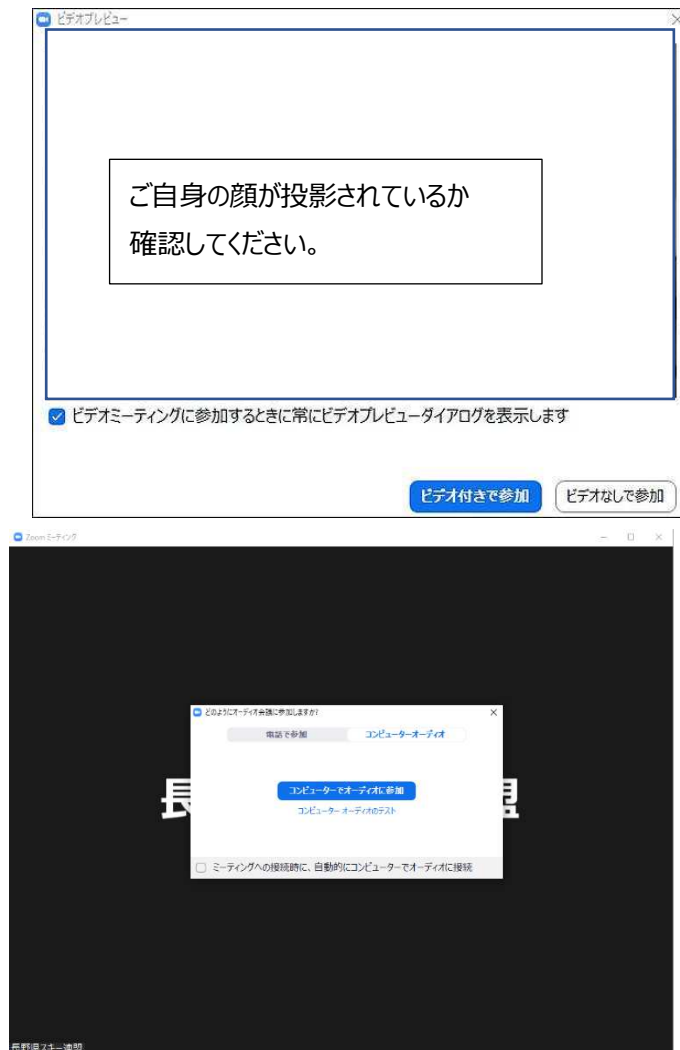 ビデオプレビュー
ご自身の顔が投影されているか
確認してください。
ビデオミーティングに参加するときに常にビデオプレビューダイアログを表示します
ビデオ付きで参加 ビデオなしで参加
Zoom ミーティング
どのようにオーディオ会議に参加しますか?
電話で参加 コンピューターオーディオ
長 盟
コンピューターでオーディオに参加
コンピューター オーディオのテスト
ミーティングへの接続時に、自動的にコンピューターでオーディオに接続
長野県スキー連盟